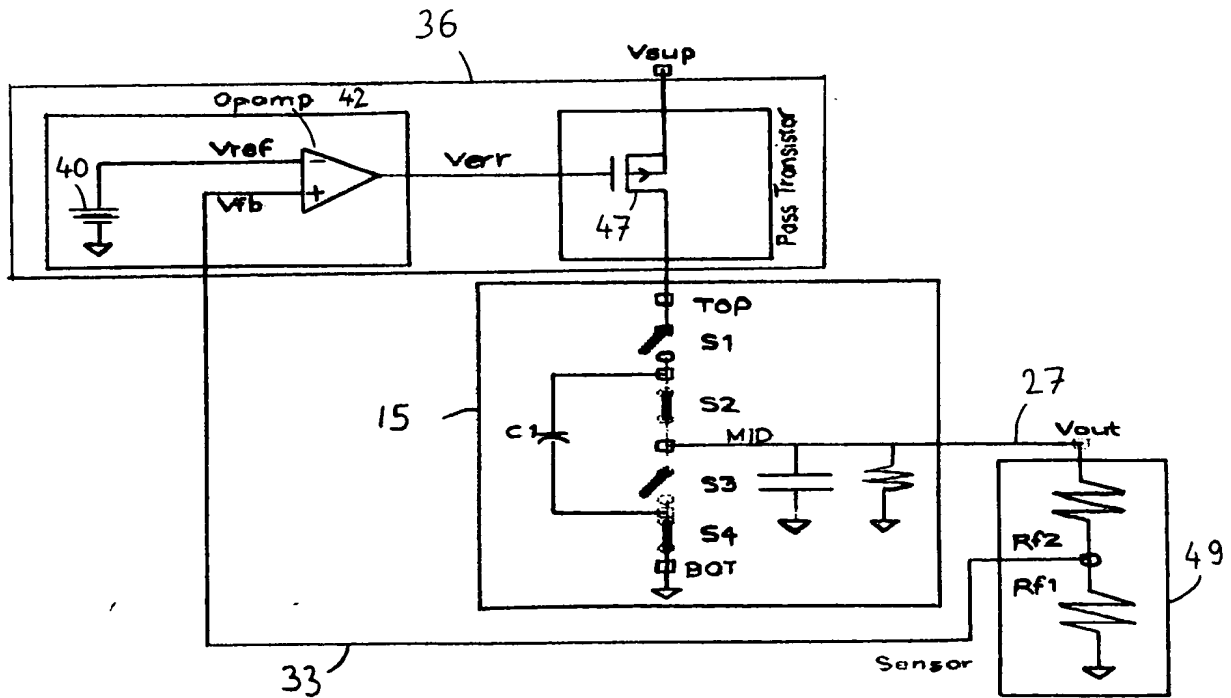 36
Vsup
Opamp 42
Vref
40
Vfb
Verr
47
Pass Transistor
TOP
S1
15
S2
C1
MID
27
Vout
S3
S4
Rf2
BOT
Rf1
49
Sensor
33